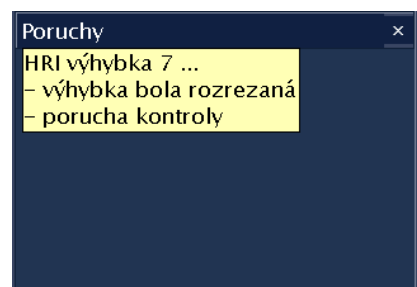 Poruchy ×
HRI výhybka 7 ...
– výhybka bola rozrezaná
– porucha kontroly